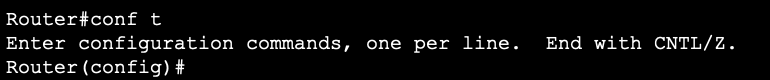 Router#conf t
Enter configuration commands, one per line.  End with CNTL/Z.
Router(config)#